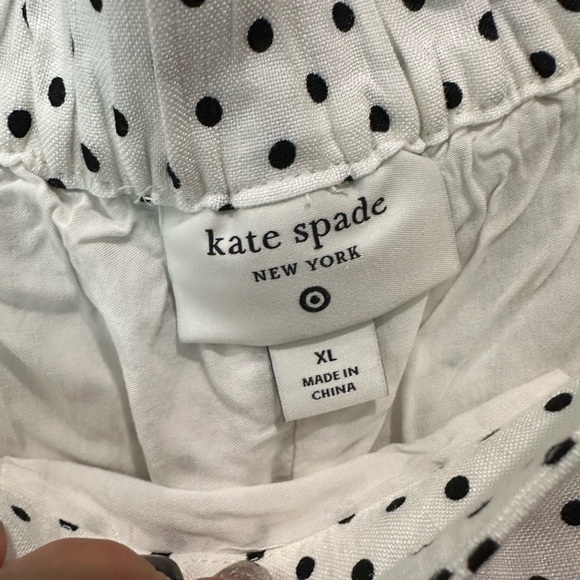 kate spade
NEW YORK
XL
MADE IN
CHINA